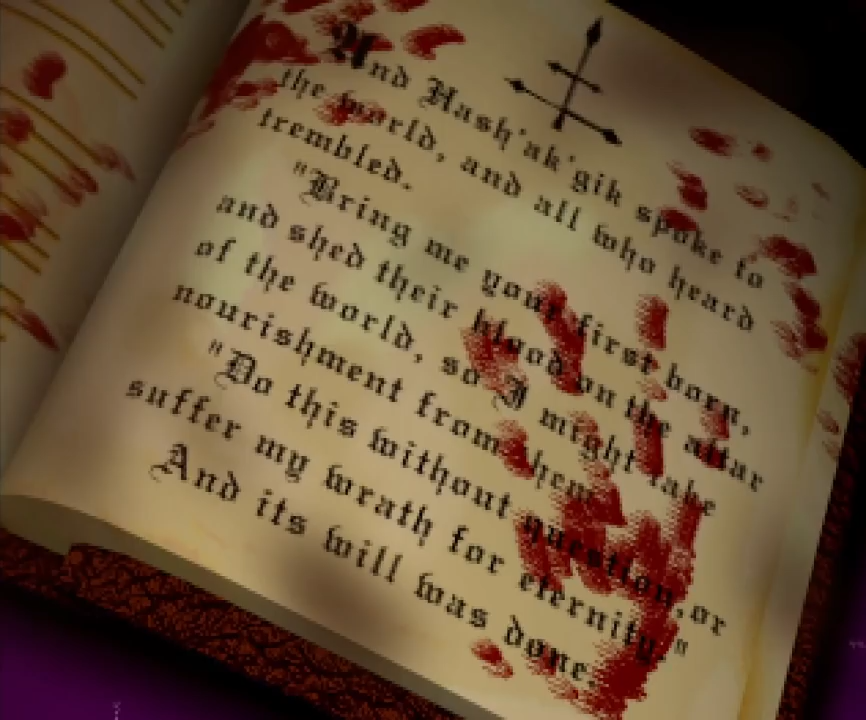 And Hash'ak'gik spoke to
the world, and all who heard
trembled.
"Bring me your first born,
and shed their blood on the altar
of the world, so I might take
nourishment from them.
"Do this without question, or
suffer my wrath for eternity."
And its will was done.